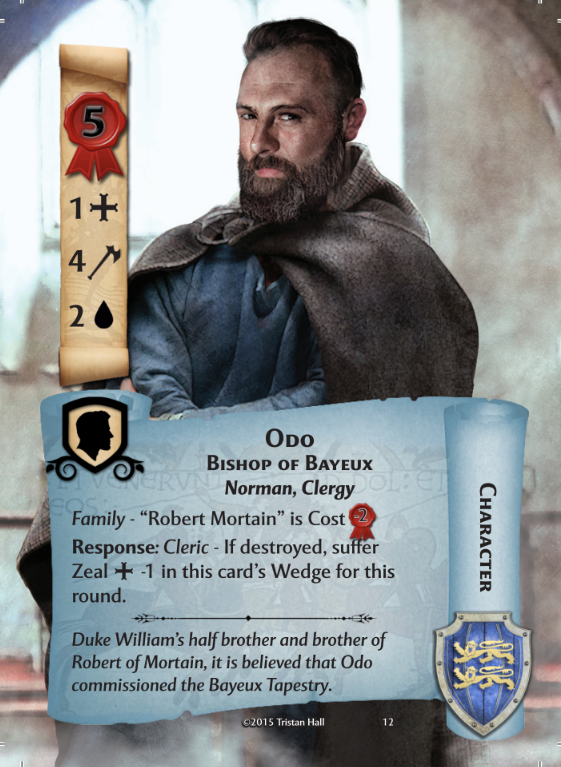 5
1
4
2
Odo
Bishop of Bayeux
Norman, Clergy
Family - "Robert Mortain" is Cost -2
Response: Cleric - If destroyed, suffer
Zeal -1 in this card's Wedge for this
round.
Duke William's half brother and brother of
Robert of Mortain, it is believed that Odo
commissioned the Bayeux Tapestry.
Character
©2015 Tristan Hall
12